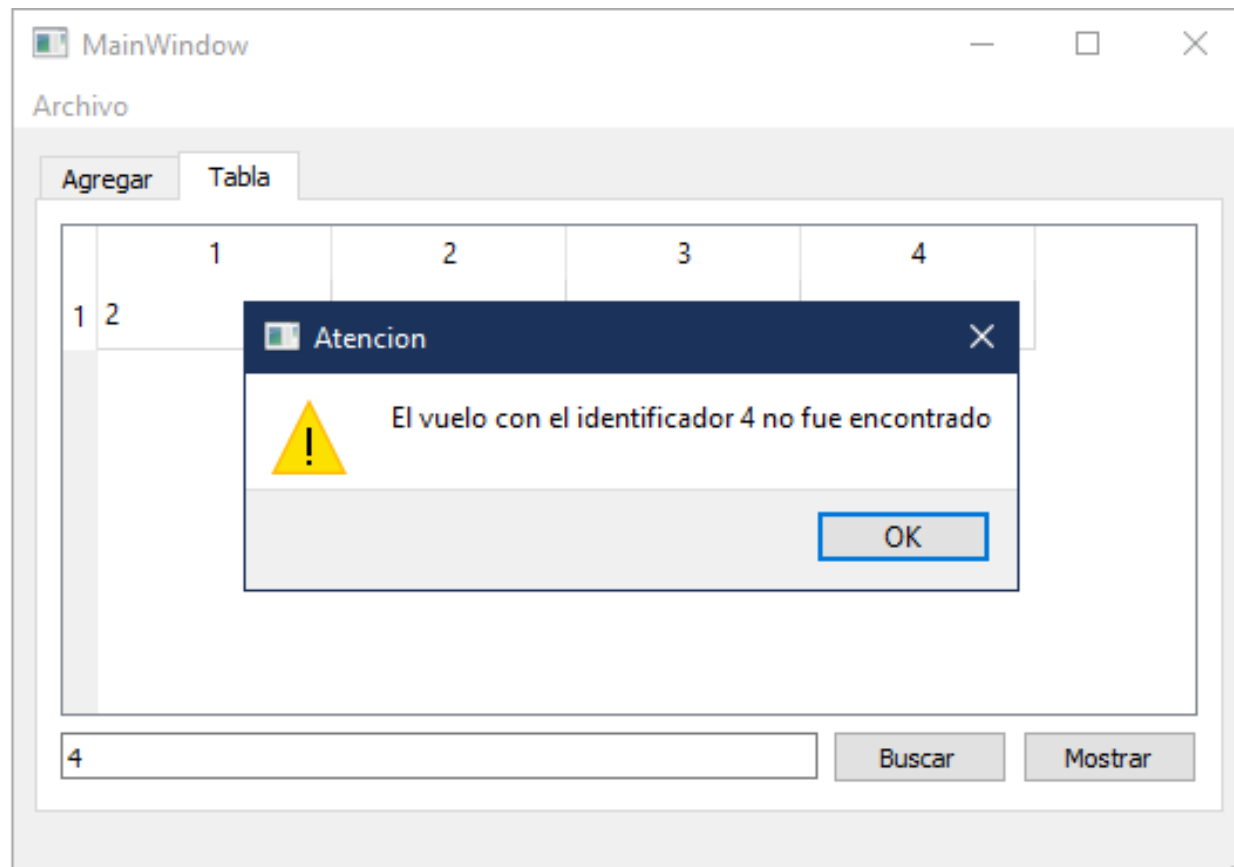 MainWindow
Archivo
Agregar Tabla
1 2 3 4
1 2
Atencion
El vuelo con el identificador 4 no fue encontrado
OK
4 Buscar Mostrar